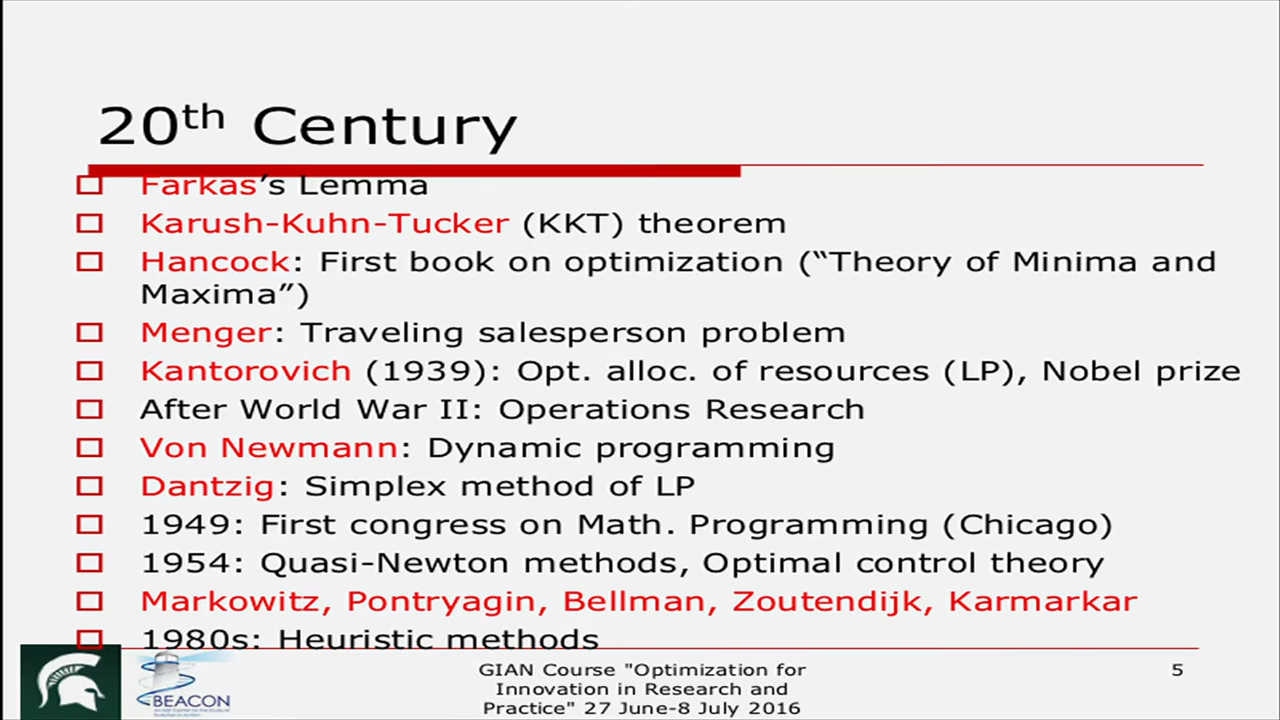 20th Century
Farkas's Lemma
Karush-Kuhn-Tucker (KKT) theorem
Hancock: First book on optimization (“Theory of Minima and
Maxima”)
Menger: Traveling salesperson problem
Kantorovich (1939): Opt. alloc. of resources (LP), Nobel prize
After World War II: Operations Research
Von Newmann: Dynamic programming
Dantzig: Simplex method of LP
1949: First congress on Math. Programming (Chicago)
1954: Quasi-Newton methods, Optimal control theory
Markowitz, Pontryagin, Bellman, Zoutendijk, Karmarkar
1980s: Heuristic methods
BEACON
GIAN Course "Optimization for
Innovation in Research and
Practice" 27 June-8 July 2016
5